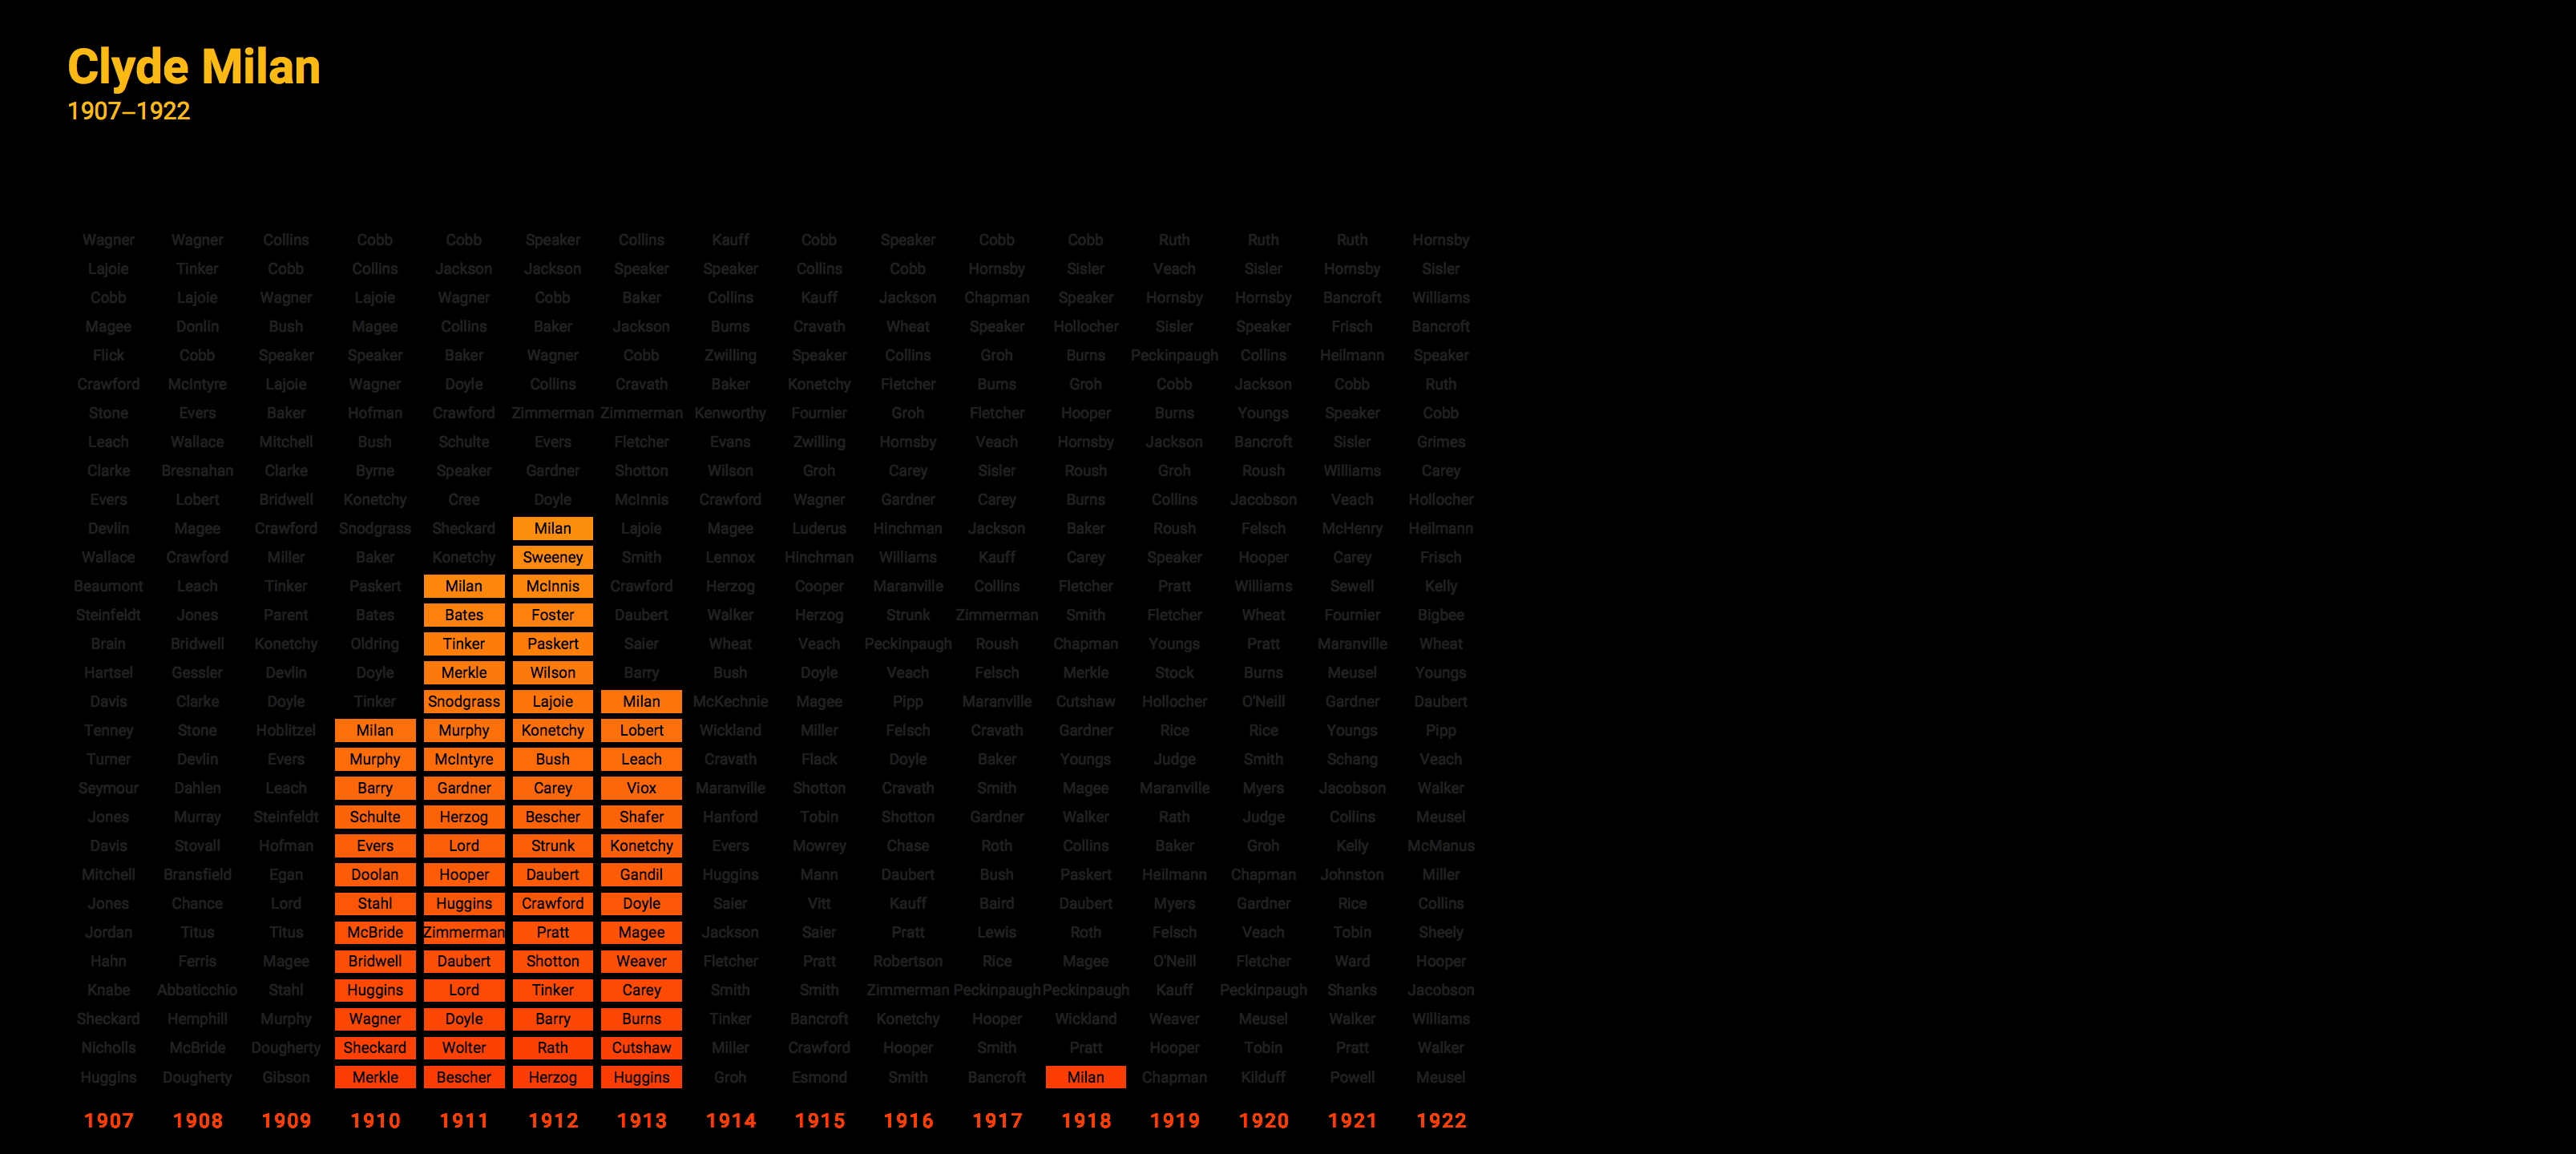 Clyde Milan
1907–1922
Wagner Wagner Collins Cobb Cobb Speaker Collins Kauff Cobb Speaker Cobb Cobb Ruth Ruth Ruth Hornsby
Lajoie Tinker Cobb Collins Jackson Jackson Speaker Speaker Collins Cobb Hornsby Sisler Veach Sisler Hornsby Sisler
Cobb Lajoie Wagner Lajoie Wagner Cobb Baker Collins Kauff Jackson Chapman Speaker Hornsby Hornsby Bancroft Williams
Magee Donlin Bush Magee Collins Baker Jackson Burns Cravath Wheat Speaker Hollocher Sisler Speaker Frisch Bancroft
Flick Cobb Speaker Speaker Baker Wagner Cobb Zwilling Speaker Collins Groh Burns Peckinpaugh Collins Heilmann Speaker
Crawford McIntyre Lajoie Wagner Doyle Collins Cravath Baker Konetchy Fletcher Burns Groh Cobb Jackson Cobb Ruth
Stone Evers Baker Hofman Crawford Zimmerman Zimmerman Kenworthy Fournier Groh Fletcher Hooper Burns Youngs Speaker Cobb
Leach Wallace Mitchell Bush Schulte Evers Fletcher Evans Zwilling Hornsby Veach Hornsby Jackson Bancroft Sisler Grimes
Clarke Bresnahan Clarke Byrne Speaker Gardner Shotton Wilson Groh Carey Sisler Roush Groh Roush Williams Carey
Evers Lobert Bridwell Konetchy Cree Doyle McInnis Crawford Wagner Gardner Carey Burns Collins Jacobson Veach Hollocher
Devlin Magee Crawford Snodgrass Sheckard Milan Lajoie Magee Luderus Hinchman Jackson Baker Roush Felsch McHenry Heilmann
Wallace Crawford Miller Baker Konetchy Sweeney Smith Lennox Hinchman Williams Kauff Carey Speaker Hooper Carey Frisch
Beaumont Leach Tinker Paskert Milan McInnis Crawford Herzog Cooper Maranville Collins Fletcher Pratt Williams Sewell Kelly
Steinfeldt Jones Parent Bates Bates Foster Daubert Walker Herzog Strunk Zimmerman Smith Fletcher Wheat Fournier Bigbee
Brain Bridwell Konetchy Oldring Tinker Paskert Saier Wheat Veach Peckinpaugh Roush Chapman Youngs Pratt Maranville Wheat
Hartsel Gessler Devlin Doyle Merkle Wilson Barry Bush Doyle Veach Felsch Merkle Stock Burns Meusel Youngs
Davis Clarke Doyle Tinker Snodgrass Lajoie Milan McKechnie Magee Pipp Maranville Cutshaw Hollocher O'Neill Gardner Daubert
Tenney Stone Hoblitzel Milan Murphy Konetchy Lobert Wickland Miller Felsch Cravath Gardner Rice Rice Youngs Pipp
Turner Devlin Evers Murphy McIntyre Bush Leach Cravath Flack Doyle Baker Youngs Judge Smith Schang Veach
Seymour Dahlen Leach Barry Gardner Carey Viox Maranville Shotton Cravath Smith Magee Maranville Myers Jacobson Walker
Jones Murray Steinfeldt Schulte Herzog Bescher Shafer Hanford Tobin Shotton Gardner Walker Rath Judge Collins Meusel
Davis Stovall Hofman Evers Lord Strunk Konetchy Evers Mowrey Chase Roth Collins Baker Groh Kelly McManus
Mitchell Bransfield Egan Doolan Hooper Daubert Gandil Huggins Mann Daubert Bush Paskert Heilmann Chapman Johnston Miller
Jones Chance Lord Stahl Huggins Crawford Doyle Saier Vitt Kauff Baird Daubert Myers Gardner Rice Collins
Jordan Titus Titus McBride Zimmerman Pratt Magee Jackson Saier Pratt Lewis Roth Felsch Veach Tobin Sheely
Hahn Ferris Magee Bridwell Daubert Shotton Weaver Fletcher Pratt Robertson Rice Magee O'Neill Fletcher Ward Hooper
Knabe Abbaticchio Stahl Huggins Lord Tinker Carey Smith Smith Zimmerman Peckinpaugh Peckinpaugh Kauff Peckinpaugh Shanks Jacobson
Sheckard Hemphill Murphy Wagner Doyle Barry Burns Tinker Bancroft Konetchy Hooper Wickland Weaver Meusel Walker Williams
Nicholls McBride Dougherty Sheckard Wolter Rath Cutshaw Miller Crawford Hooper Smith Pratt Hooper Tobin Pratt Walker
Huggins Dougherty Gibson Merkle Bescher Herzog Huggins Groh Esmond Smith Bancroft Milan Chapman Kilduff Powell Meusel
1907 1908 1909 1910 1911 1912 1913 1914 1915 1916 1917 1918 1919 1920 1921 1922